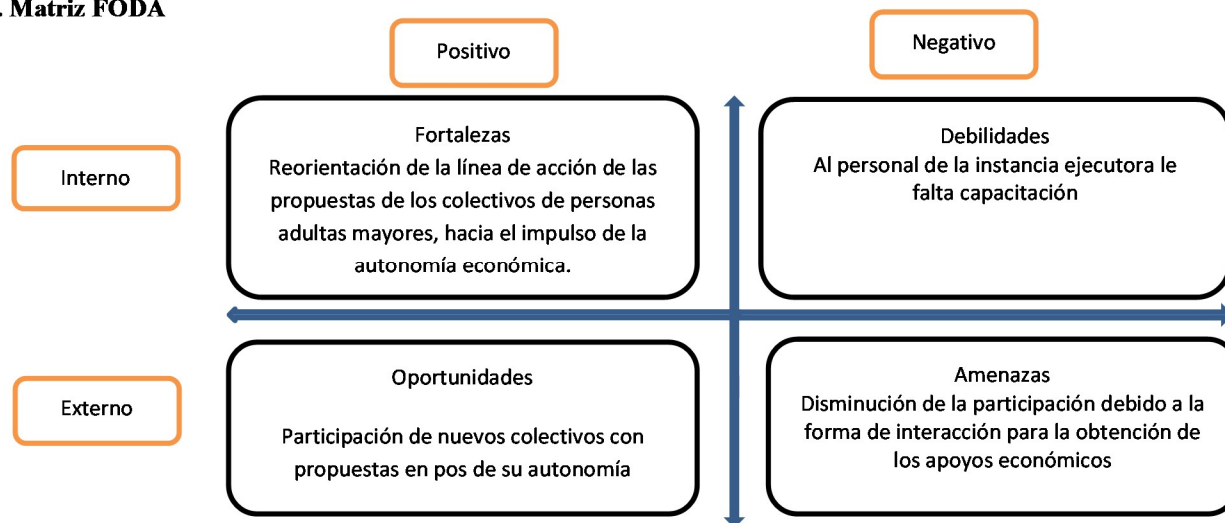 . Matriz FODA
Positivo
Negativo
Interno
Fortalezas
Reorientación de la línea de acción de las
propuestas de los colectivos de personas
adultas mayores, hacia el impulso de la
autonomía económica.
Debilidades
Al personal de la instancia ejecutora le
falta capacitación
Externo
Oportunidades
Participación de nuevos colectivos con
propuestas en pos de su autonomía
Amenazas
Disminución de la participación debido a la
forma de interacción para la obtención de
los apoyos económicos